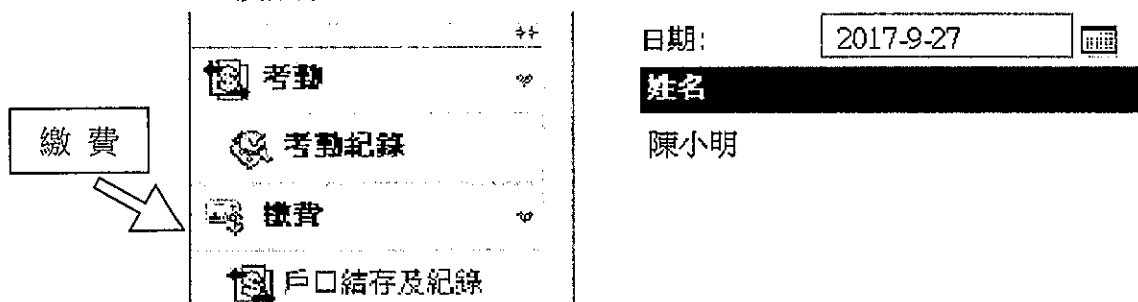 考勤
考勤紀錄
繳費
繳費
戶口結存及紀錄
日期:
2017-9-27
姓名
陳小明